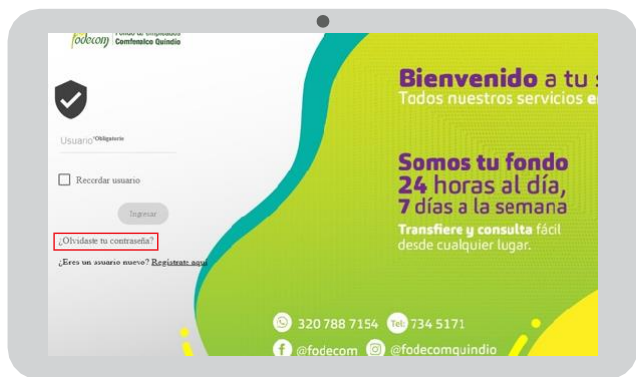 fodecom
Fondo de Empleados
Comfenalco Quindío
Usuario*Obligatorio
Recordar usuario
Ingresar
¿Olvidaste tu contraseña?
¿Eres un usuario nuevo? Regístrate aquí
Bienvenido a tu
Todos nuestros servicios
Somos tu fondo
24 horas al día,
7 días a la semana
Transfiere y consulta fácil
desde cualquier lugar.
320 788 7154 Tel: 734 5171
@fodecom @fodecomquindio